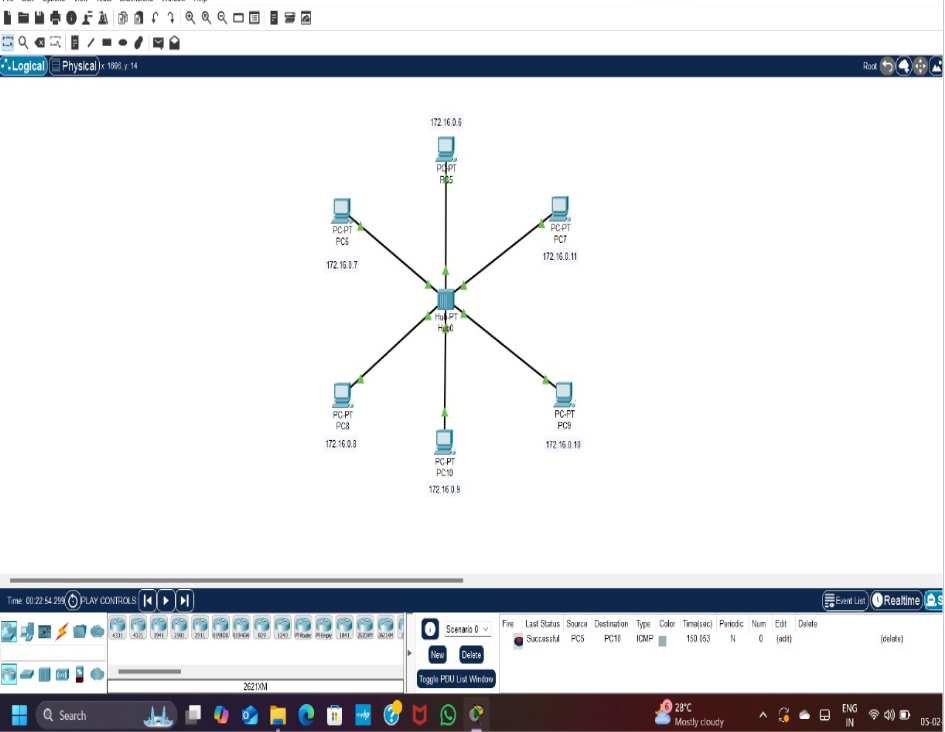 Logical Physical x: 1696, y: 14 Root
172.16.0.6
PC-PT
PC5
PC-PT
PC6
172.16.0.7
PC-PT
PC7
172.16.0.11
Hub-PT
Hub0
PC-PT
PC8
172.16.0.8
PC-PT
PC9
172.16.0.10
PC-PT
PC10
172.16.0.9
Time: 00:22:54.299 PLAY CONTROLS: Event List Realtime
Scenario 0
New Delete
Toggle PDU List Window
Fire Last Status Source Destination Type Color Time(sec) Periodic Num Edit Delete
Successful PC5 PC10 ICMP 150.053 N 0 (edit) (delete)
4331 4321 1941 2901 2911 819HGW 829 1240 PT-Router PT-Empty 1841 2620XM 2621XM
2621XM
Search
28°C
Mostly cloudy
ENG
IN
05-02